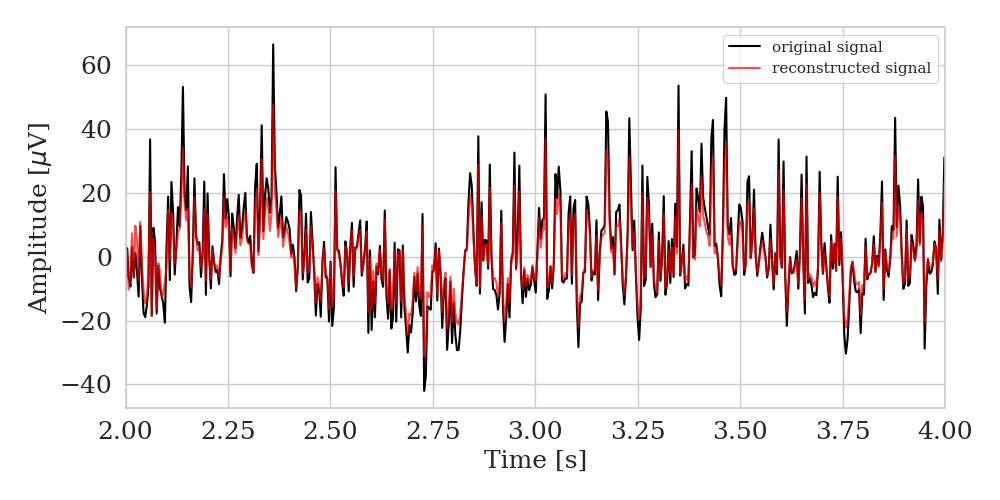 original signal
reconstructed signal
Amplitude [μV]
60
40
20
0
−20
−40
2.00 2.25 2.50 2.75 3.00 3.25 3.50 3.75 4.00
Time [s]